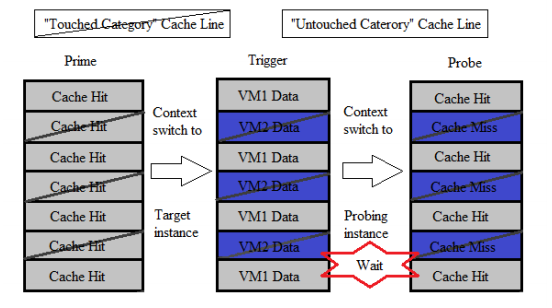 "Touched Category" Cache Line
"Untouched Caterory" Cache Line
Prime
Trigger
Probe
Cache Hit
Cache Hit
Cache Hit
Cache Hit
Cache Hit
Cache Hit
Cache Hit
Context
switch to
Target
instance
VM1 Data
VM2 Data
VM1 Data
VM2 Data
VM1 Data
VM2 Data
VM1 Data
Context
switch to
Probing
instance
Wait
Cache Hit
Cache Miss
Cache Hit
Cache Miss
Cache Hit
Cache Miss
Cache Hit